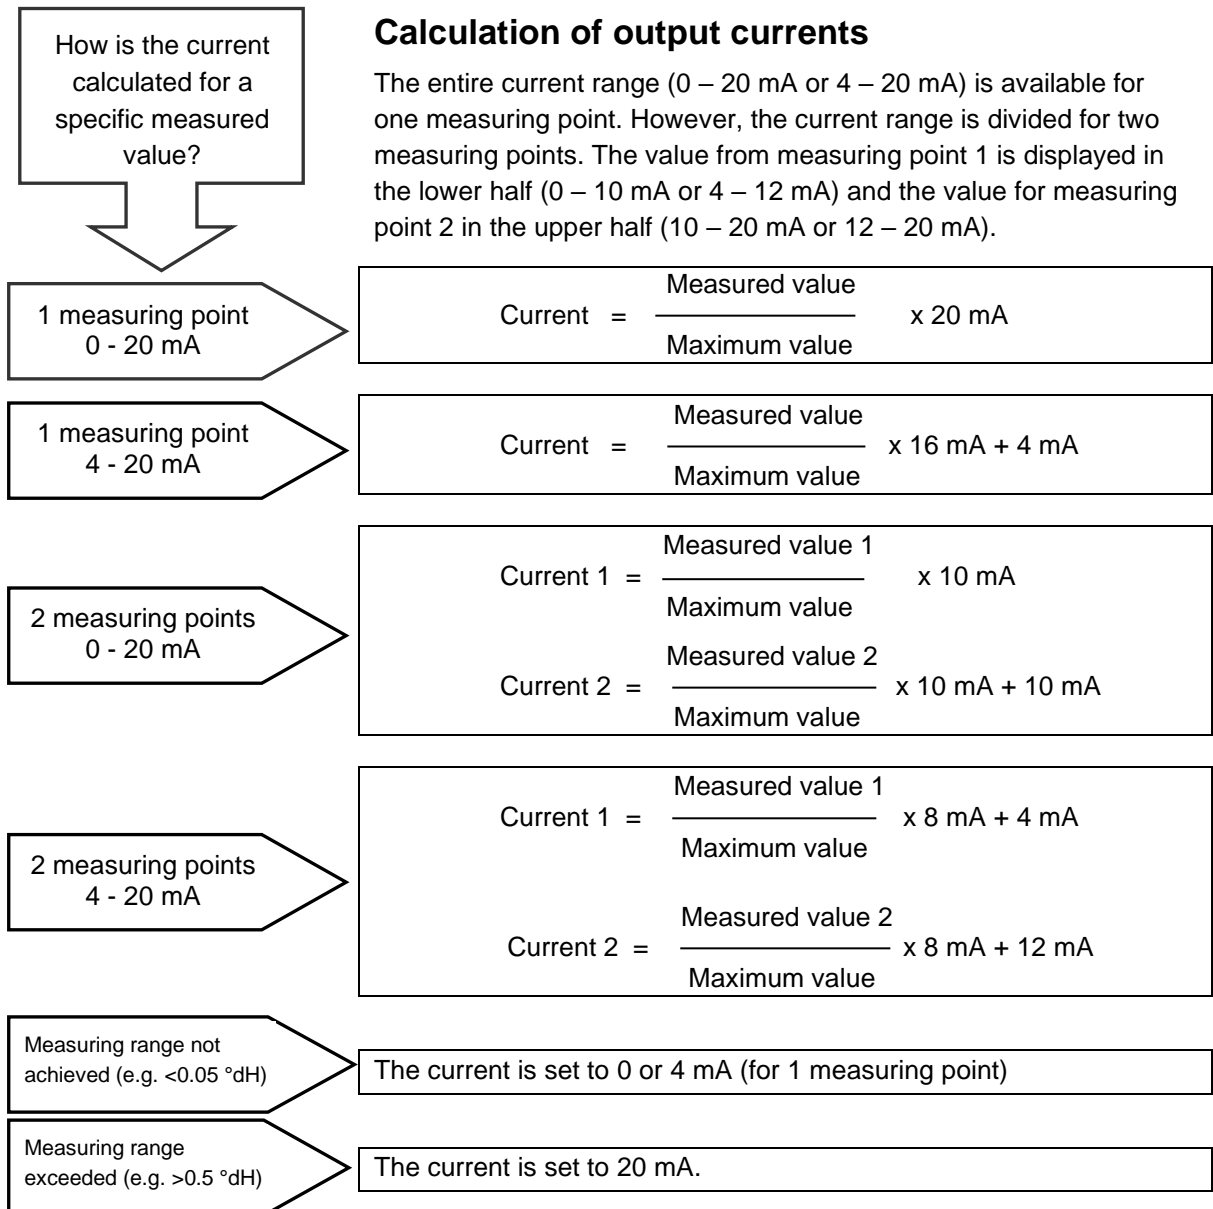 How is the current
calculated for a
specific measured
value?
Calculation of output currents
The entire current range (0 – 20 mA or 4 – 20 mA) is available for
one measuring point. However, the current range is divided for two
measuring points. The value from measuring point 1 is displayed in
the lower half (0 – 10 mA or 4 – 12 mA) and the value for measuring
point 2 in the upper half (10 – 20 mA or 12 – 20 mA).
1 measuring point
0 - 20 mA
Measured value
Current = x 20 mA
Maximum value
1 measuring point
4 - 20 mA
Measured value
Current = x 16 mA + 4 mA
Maximum value
2 measuring points
0 - 20 mA
Measured value 1
Current 1 = x 10 mA
Maximum value
Measured value 2
Current 2 = x 10 mA + 10 mA
Maximum value
2 measuring points
4 - 20 mA
Measured value 1
Current 1 = x 8 mA + 4 mA
Maximum value
Measured value 2
Current 2 = x 8 mA + 12 mA
Maximum value
Measuring range not
achieved (e.g. <0.05 °dH)
The current is set to 0 or 4 mA (for 1 measuring point)
Measuring range
exceeded (e.g. >0.5 °dH)
The current is set to 20 mA.